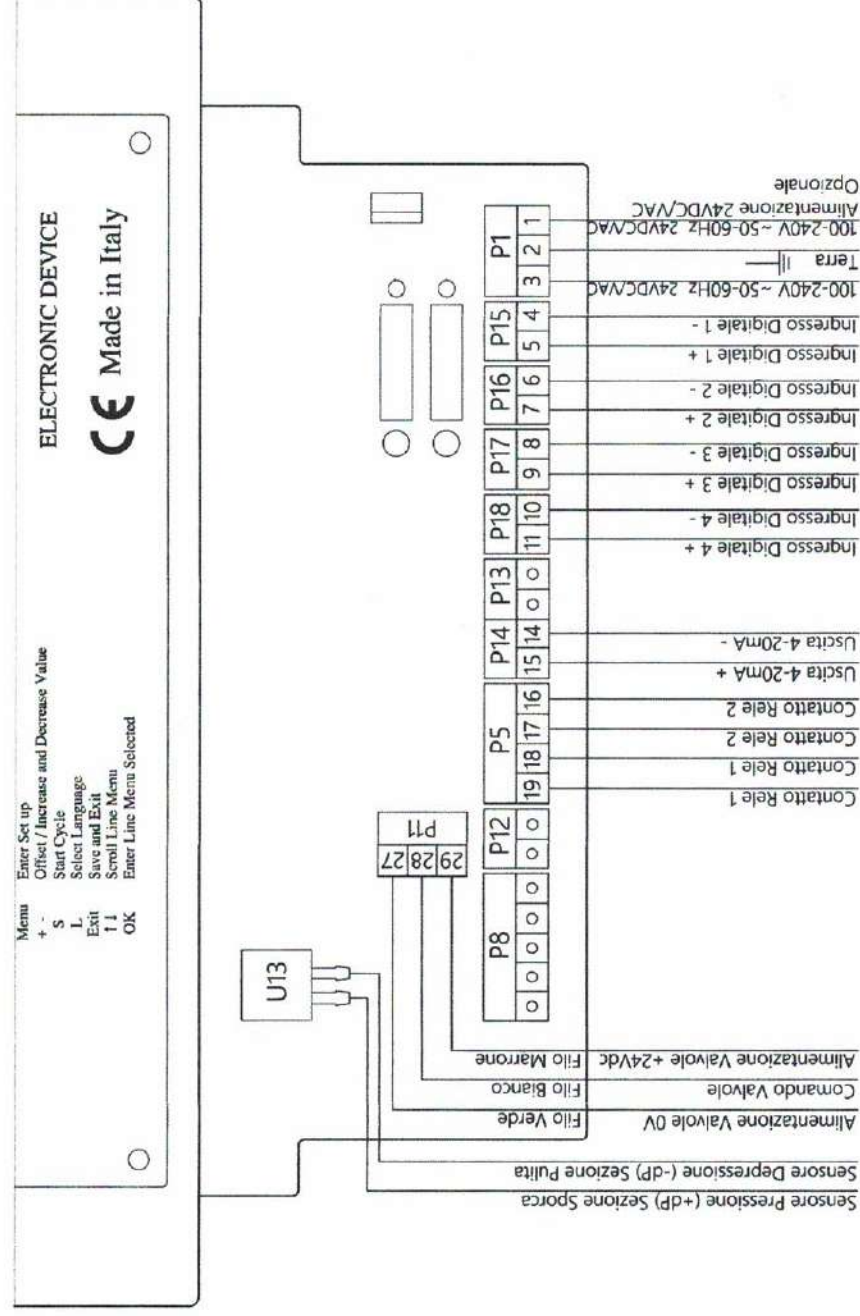 ELECTRONIC DEVICE
CE Made in Italy
Menu Enter Set up
+ - Offset / Increase and Decrease Value
S Start Cycle
L Select Language
Exit Save and Exit
↑↓ Scroll Line Menu
OK Enter Line Menu Selected
U13
P11
27 28 29
P8
P12
P5
19 18 17 16
P14
15 14
P13
P18
11 10
P17
9 8
P16
7 6
P15
5 4
P1
3 2 1
Opzionale
Alimentazione 24VDC/VAC
100-240V ~50-60Hz 24VDC/VAC
Terra
100-240V ~50-60Hz 24VDC/VAC
Ingresso Digitale 1 -
Ingresso Digitale 1 +
Ingresso Digitale 2 -
Ingresso Digitale 2 +
Ingresso Digitale 3 -
Ingresso Digitale 3 +
Ingresso Digitale 4 -
Ingresso Digitale 4 +
Uscita 4-20mA -
Uscita 4-20mA +
Contatto Rele 2
Contatto Rele 2
Contatto Rele 1
Contatto Rele 1
Alimentazione Valvole +24Vdc Filo Marrone
Comando Valvole Filo Bianco
Alimentazione Valvole 0V Filo Verde
Sensore Depressione (-dP) Sezione Pulita
Sensore Pressione (+dP) Sezione Sporca